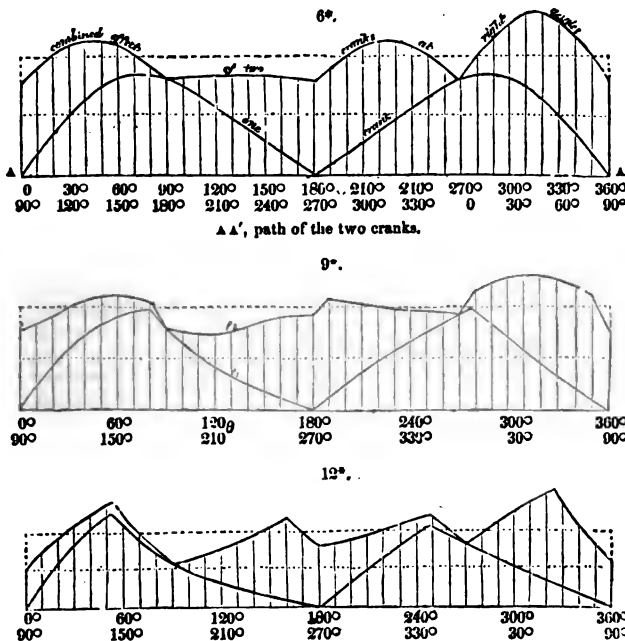 6*.
combined effect of two cranks at right angles
one crank
A A
0 30° 60° 90° 120° 150° 180° 210° 210° 270° 300° 330° 360°
90° 120° 150° 180° 210° 240° 270° 300° 330° 0 30° 60° 90°
A A′, path of the two cranks.
9*.
0° 60° 120° θ 180° 240° 300° 360°
90° 150° 210 270° 330° 30° 90°
12*.
0° 60° 120° 180° 240° 300° 360°
90° 150° 210° 270° 330° 30° 90°